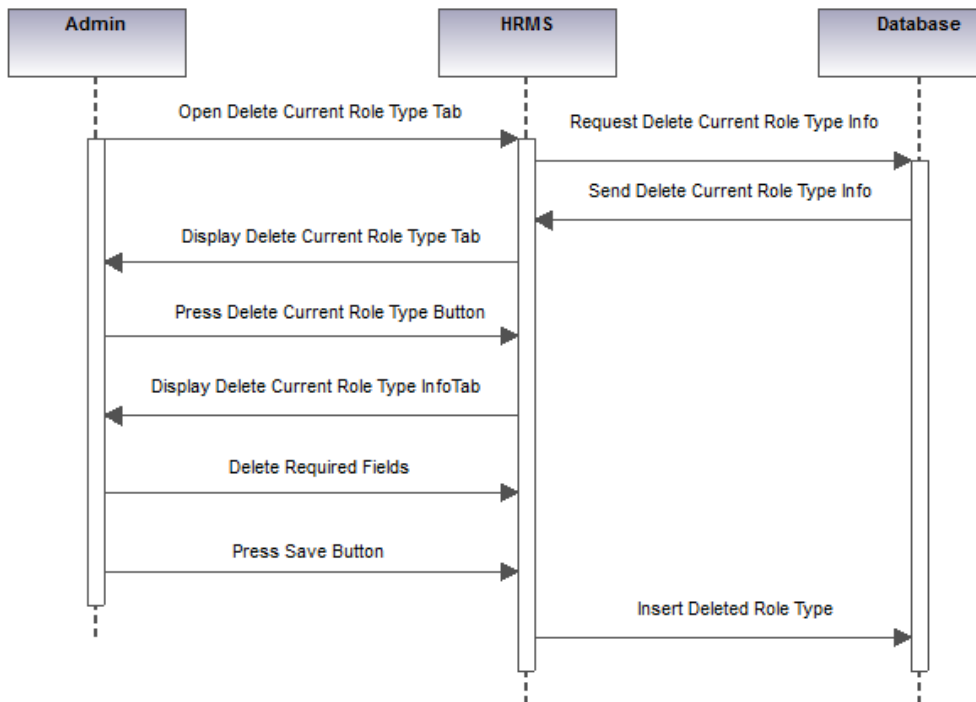 Admin
HRMS
Database
Open Delete Current Role Type Tab
Request Delete Current Role Type Info
Send Delete Current Role Type Info
Display Delete Current Role Type Tab
Press Delete Current Role Type Button
Display Delete Current Role Type InfoTab
Delete Required Fields
Press Save Button
Insert Deleted Role Type